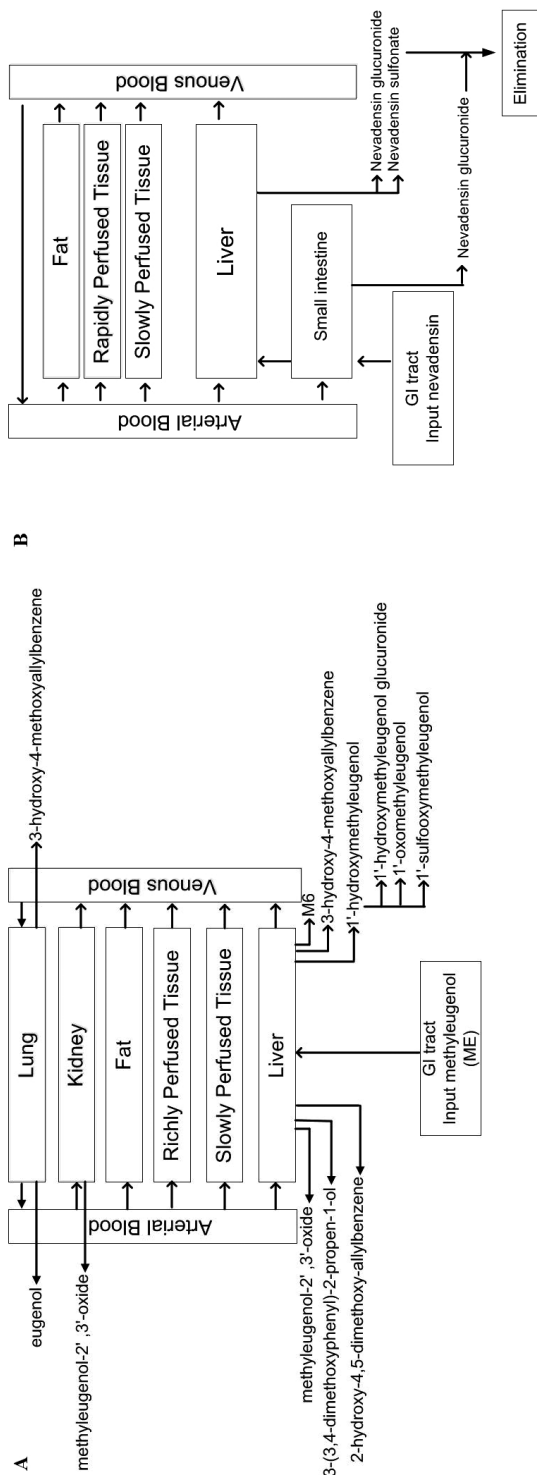 A
Lung
Kidney
Fat
Richly Perfused Tissue
Slowly Perfused Tissue
Liver
Arterial Blood
Venous Blood
eugenol
methyleugenol-2',3'-oxide
3-hydroxy-4-methoxyallylbenzene
methyleugenol-2',3'-oxide
3-(3,4-dimethoxyphenyl)-2-propen-1-ol
2-hydroxy-4,5-dimethoxy-allylbenzene
M6
3-hydroxy-4-methoxyallylbenzene
1'-hydroxymethyleugenol
1'-hydroxymethyleugenol glucuronide
1'-oxomethyleugenol
1'-sulfooxymethyleugenol
GI tract
Input methyleugenol
(ME)
B
Arterial Blood
Venous Blood
Fat
Rapidly Perfused Tissue
Slowly Perfused Tissue
Liver
Small intestine
GI tract
Input nevadensin
Nevadensin glucuronide
Nevadensin sulfonate
Nevadensin glucuronide
Elimination